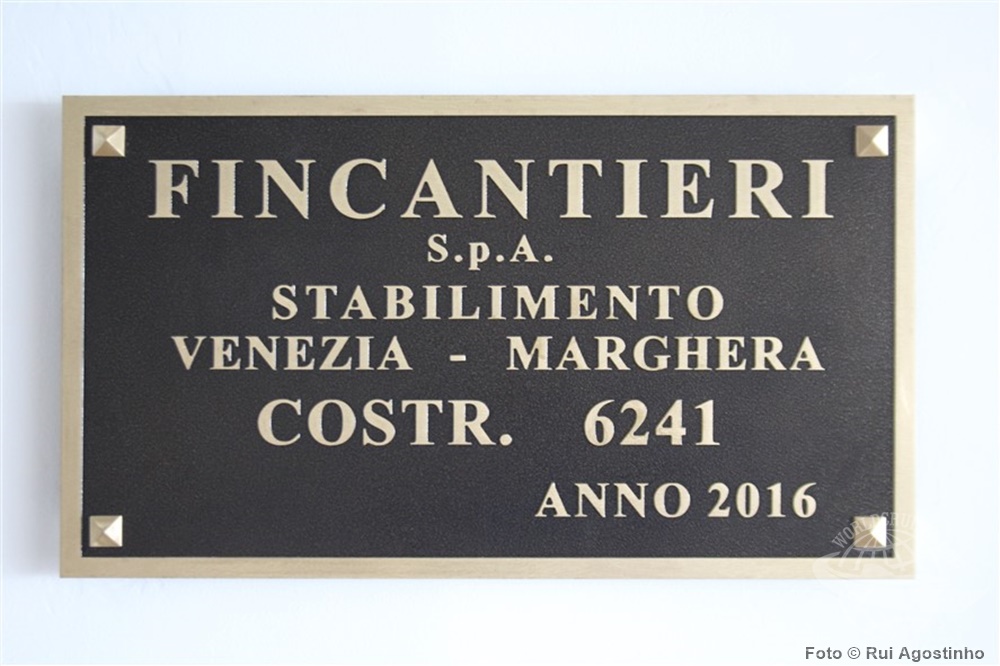 FINCANTIERI
S.p.A.
STABILIMENTO
VENEZIA - MARGHERA
COSTR. 6241
ANNO 2016
Foto © Rui Agostinho